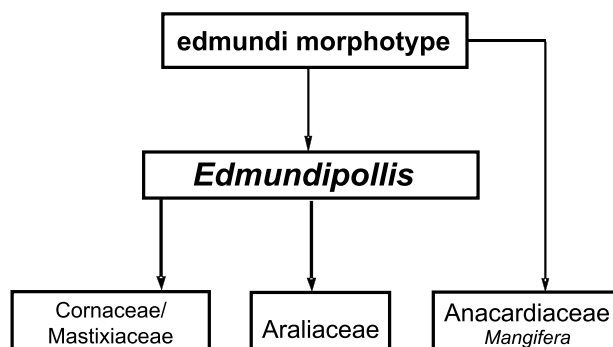 edmundi morphotype
Edmundipollis
Cornaceae/
Mastixiaceae
Araliaceae
Anacardiaceae
Mangifera